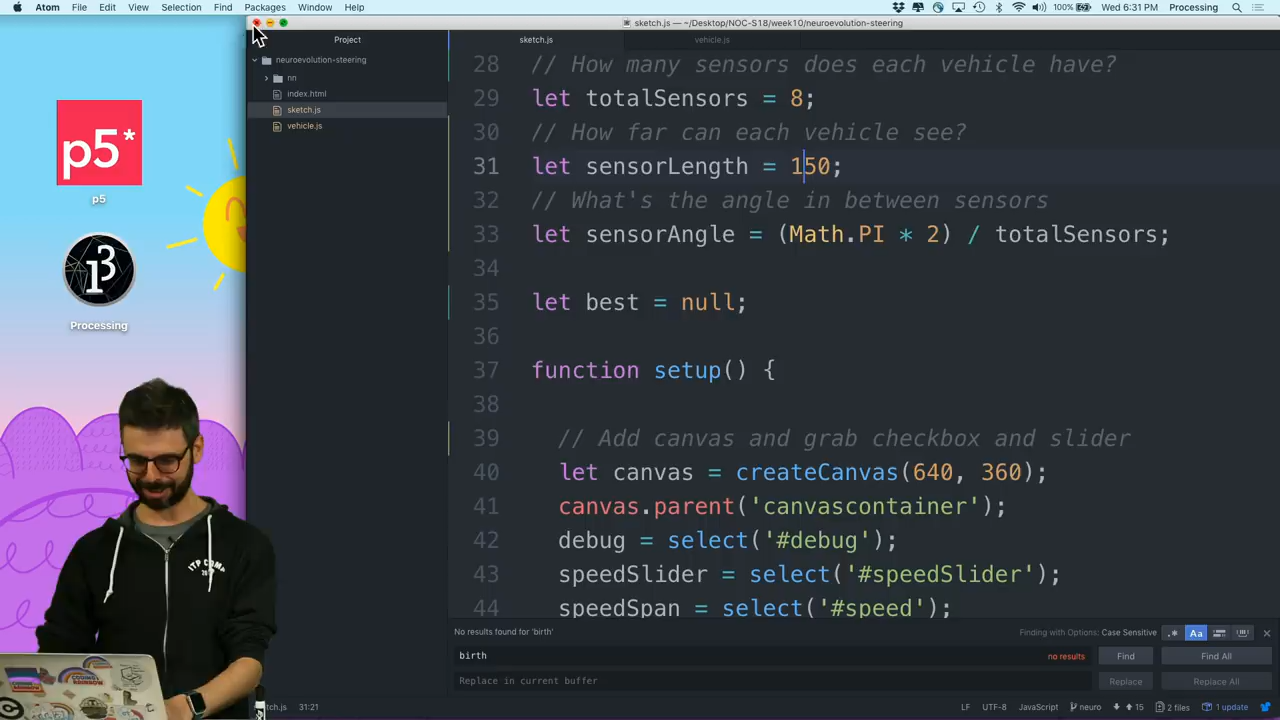 Atom File Edit View Selection Find Packages Window Help
100% W 6:31 PM Processing
sketch.js — ~/Desktop/NOC-S18/week10/neuroevolution-steering
Project
sketch.js
vehicle.js
neuroevolution-steering
nn
index.html
sketch.js
vehicle.js
p5*
p5
Processing
28 // How many sensors does each vehicle have?
29 let totalSensors = 8;
30 // How far can each vehicle see?
31 let sensorLength = 150;
32 // What's the angle in between sensors
33 let sensorAngle = (Math.PI * 2) / totalSensors;
34
35 let best = null;
36
37 function setup() {
38
39 // Add canvas and grab checkbox and slider
40 let canvas = createCanvas(640, 360);
41 canvas.parent('canvascontainer');
42 debug = select('#debug');
43 speedSlider = select('#speedSlider');
44 speedSpan = select('#speed');
No results found for 'birth'
Finding with Options: Case Sensitive
.* Aa
birth
no results
Find
Find All
Replace in current buffer
Replace
Replace All
ITP CAMP
tch.js 31:21
LF UTF-8 JavaScript neuro 15 2 files 1 update